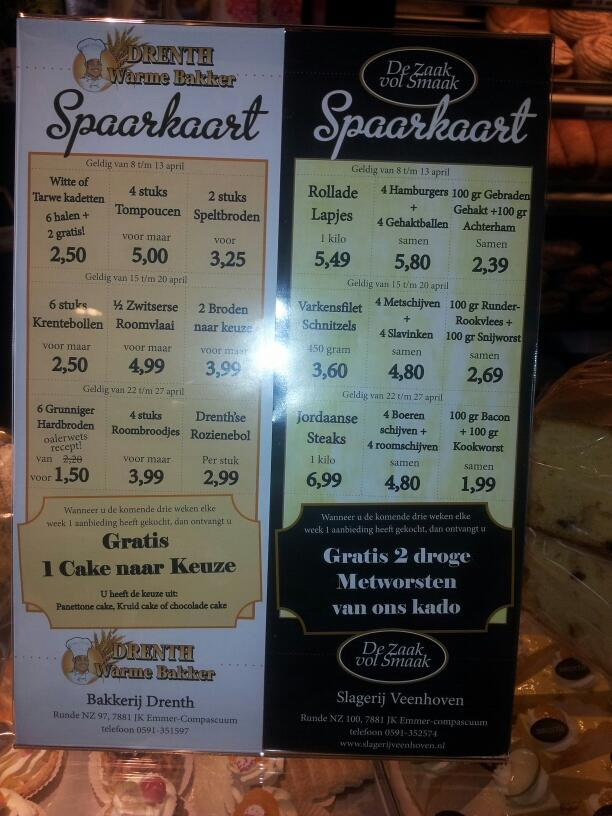 DRENTH
Warme Bakker
Spaarkaart
Geldig van 8 t/m 13 april
Witte of
Tarwe kadetten
6 halen +
2 gratis!
2,50
4 stuks
Tompoucen
voor maar
5,00
2 stuks
Speltbroden
voor
3,25
Geldig van 15 t/m 20 april
6 stuks
Krentebollen
voor maar
2,50
½ Zwitserse
Roomvlaai
voor maar
4,99
2 Broden
naar keuze
voor maar
3,99
Geldig van 22 t/m 27 april
6 Grunniger
Hardbroden
oalerwets
recept!
van 2,20
voor 1,50
4 stuks
Roombroodjes
voor maar
3,99
Drenth'se
Rozienebol
Per stuk
2,99
Wanneer u de komende drie weken elke
week 1 aanbieding heeft gekocht, dan ontvangt u
Gratis
1 Cake naar Keuze
U heeft de keuze uit:
Panettone cake, Kruid cake of chocolade cake
DRENTH
Warme Bakker
Bakkerij Drenth
Runde NZ 97, 7881 JK Emmer-Compascuum
telefoon 0591-351597
De Zaak
vol Smaak
Spaarkaart
Geldig van 8 t/m 13 april
Rollade
Lapjes
1 kilo
5,49
4 Hamburgers
+
4 Gehaktballen
samen
5,80
100 gr Gebraden
Gehakt +100 gr
Achterham
Samen
2,39
Geldig van 15 t/m 20 april
Varkensfilet
Schnitzels
450 gram
3,60
4 Metschijven
+
4 Slavinken
samen
4,80
100 gr Runder-
Rookvlees +
100 gr Snijworst
samen
2,69
Geldig van 22 t/m 27 april
Jordaanse
Steaks
1 kilo
6,99
4 Boeren
schijven +
4 roomschijven
samen
4,80
100 gr Bacon
+ 100 gr
Kookworst
samen
1,99
Wanneer u de komende drie weken elke
week 1 aanbieding heeft gekocht, dan ontvangt u
Gratis 2 droge
Metworsten
van ons kado
De Zaak
vol Smaak
Slagerij Veenhoven
Runde NZ 100, 7881 JK Emmer-compascuum
telefoon 0591-352574
www.slagerijveenhoven.nl